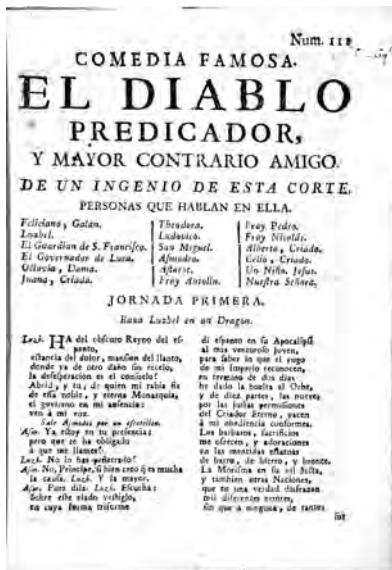 Num. 111
COMEDIA FAMOSA.
EL DIABLO
PREDICADOR,
Y MAYOR CONTRARIO AMIGO.
DE UN INGENIO DE ESTA CORTE.
PERSONAS QUE HABLAN EN ELLA.
Feliciano, Galán.
Luzbel.
El Guardian de S. Francisco.
El Governador de Luca.
Octavia, Dama.
Juana, Criada.
Theodora.
Ludovico.
San Miguel.
Asmodeo.
Astarot.
Fray Antolin.
Fray Pedro.
Fray Nicolás.
Alberto, Criado.
Celio, Criado.
Un Niño Jesus.
Nuestra Señora.
JORNADA PRIMERA.
Baxa Luzbel en un Dragon.
Luzb. HA del obscuro Reyno del es-
panto,
estancia del dolor, mansion del llanto,
donde ya de otro daño sin recelo,
la desesperacion es el consuelo!
Abrid, y tu, de quien mi rabia fia
de esta noble, y eterna Monarquia,
el govierno en mi ausencia:
ven á mi voz.
Sale Asmodeo por un escotillon.
Asm. Ya estoy en tu presencia;
pero que te ha obligado
á que me llames?
Luzb. No lo has penetrado?
Asm. No, Principe, si bien creo q̃ es mucha
la causa. Luzb. Y la mayor.
Asm. Pues dila. Luzb. Escucha:
Sobre este alado vestiglo,
en cuya forma triforme
di espanto en su Apocalipsi
al mas venturoso joven,
para saber lo que el yugo
de mi Imperio reconocen,
en termino de dos dias
he dado la buelta al Orbe,
y de diez partes, las nueve,
por las justas permisiones
del Criador Eterno, yacen
á mi obediencia conformes.
Los barbaros, sacrificios
me ofrecen, y adoraciones
en las mentidas estatuas
de barro, de hierro, y bronce.
La Morisma en su vil Secta,
y tambien otras Naciones,
que en una verdad disfrazan
mil diferentes errores,
sin que á ninguna, de tantas